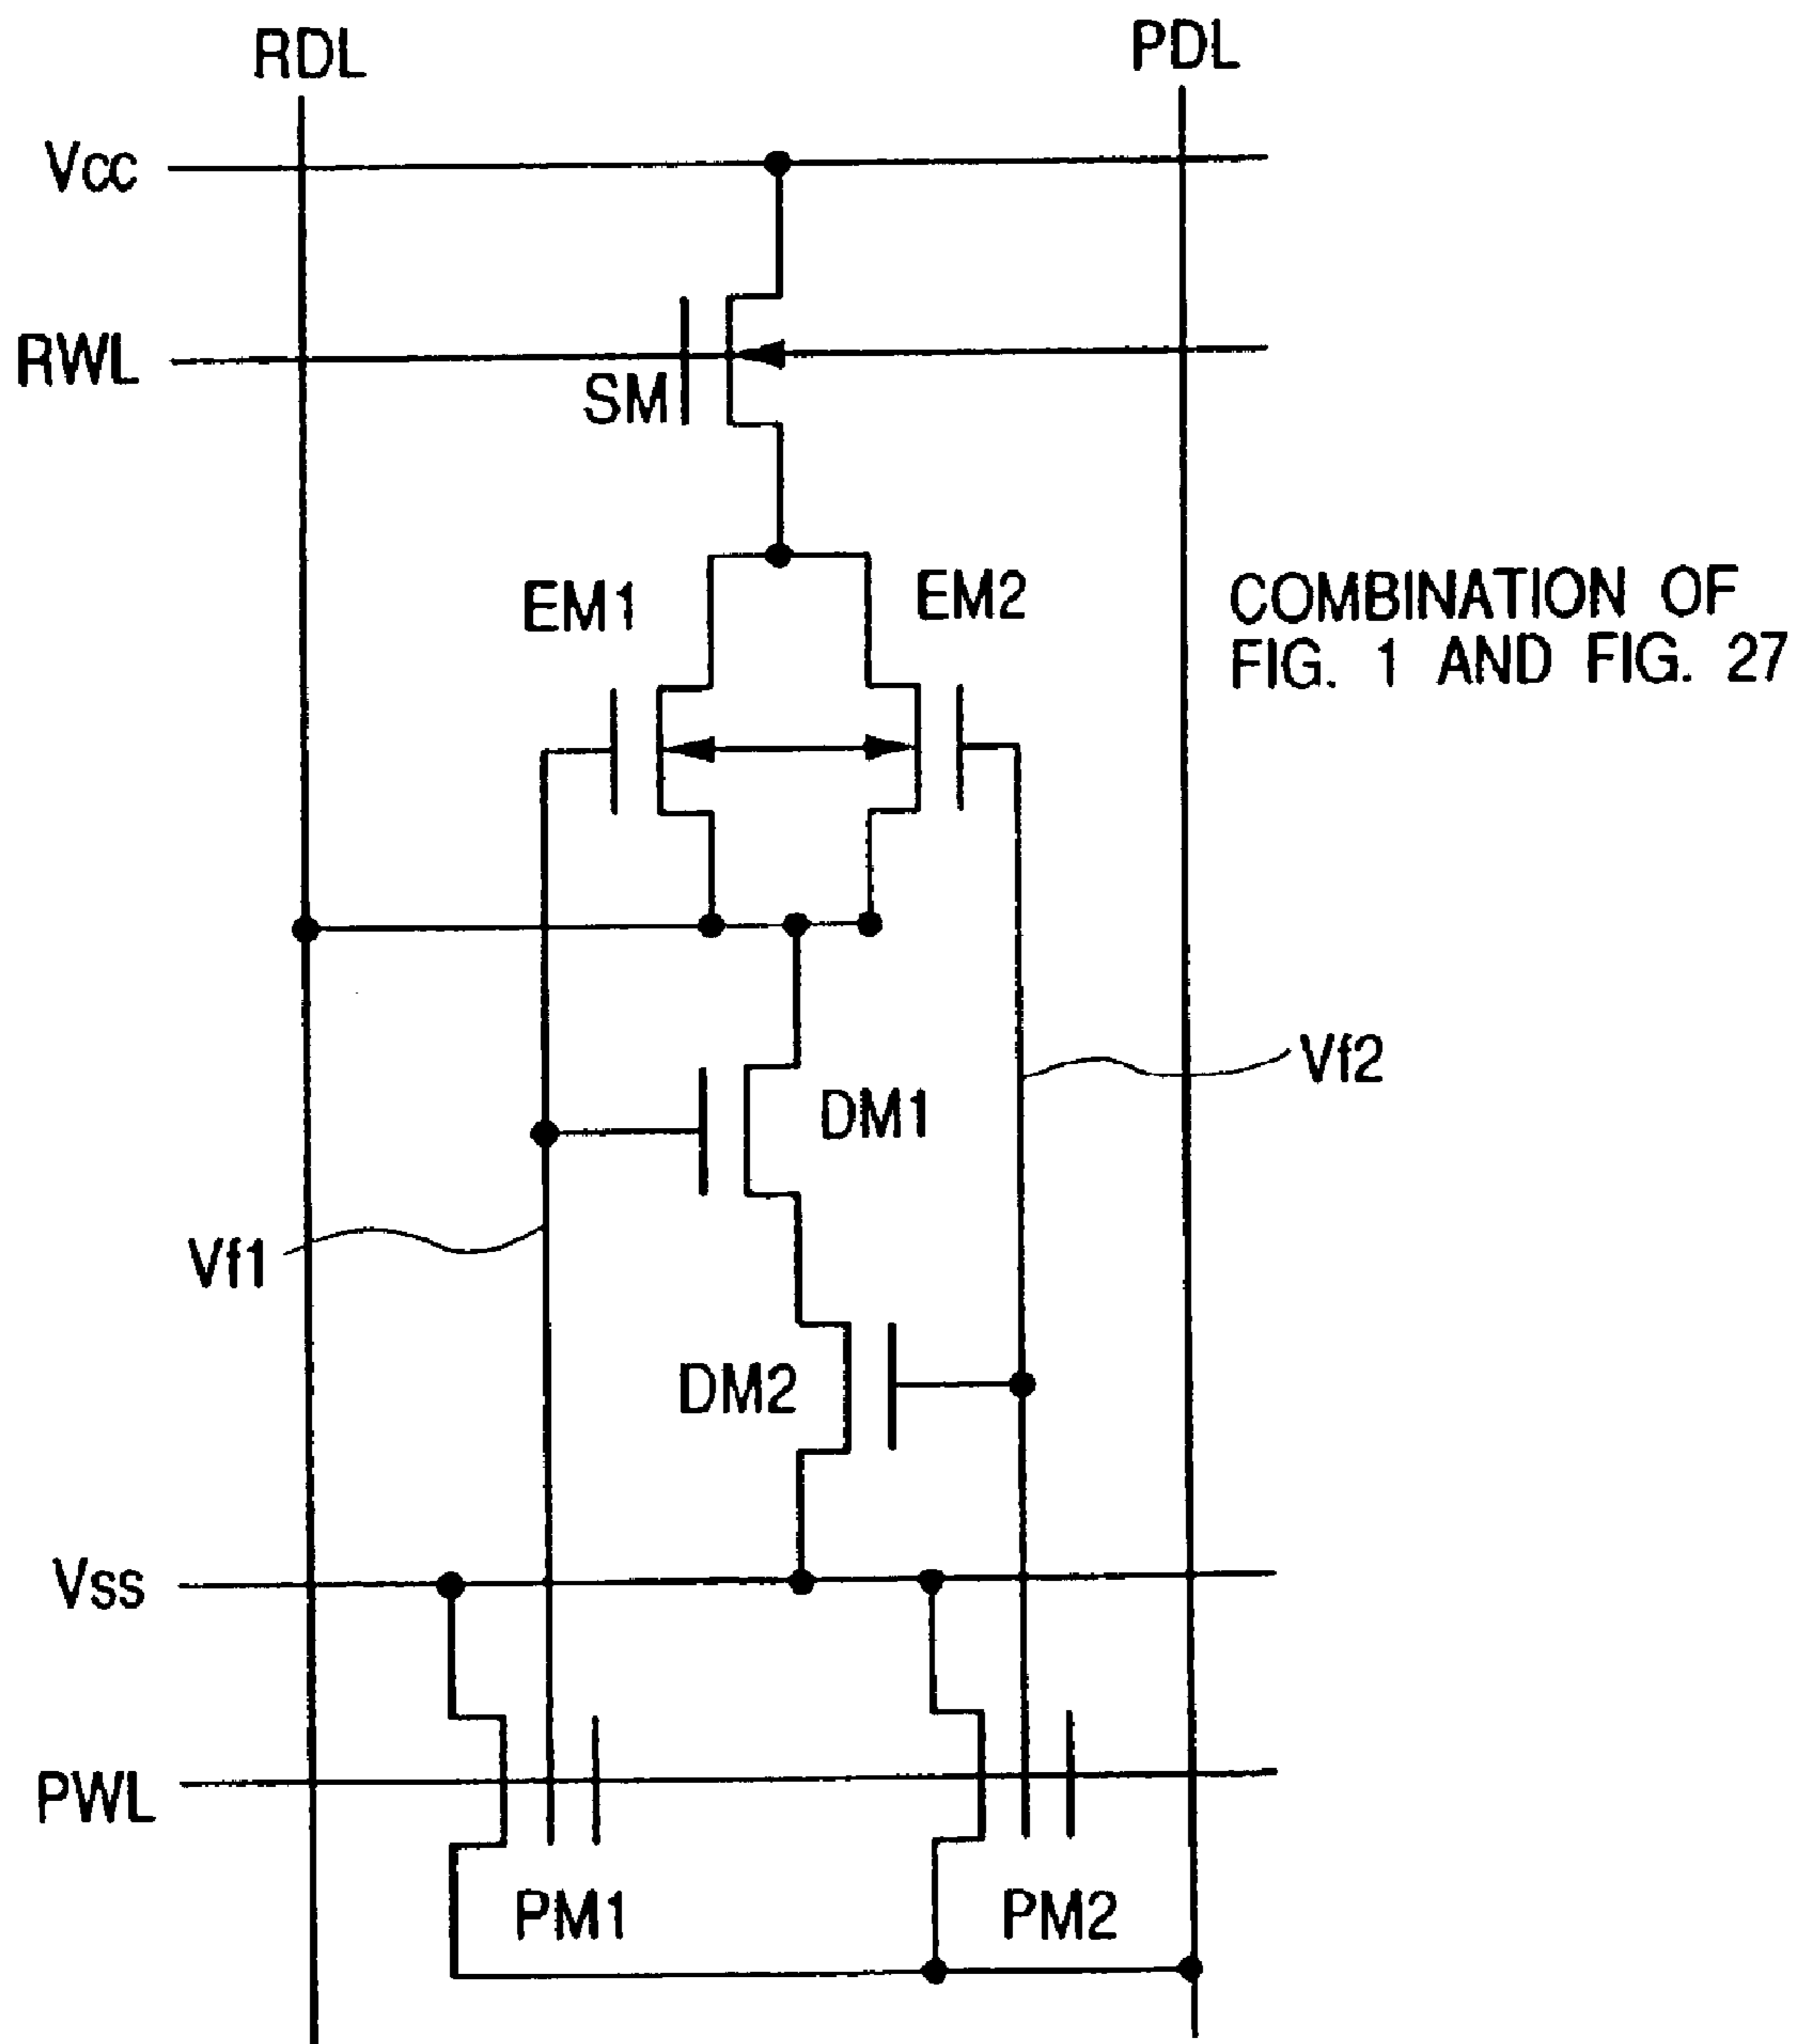 RDL
PDL
Vcc
RWL
SM
EM1
EM2
COMBINATION OF
FIG. 1 AND FIG. 27
Vf2
DM1
Vf1
DM2
Vss
PWL
PM1
PM2